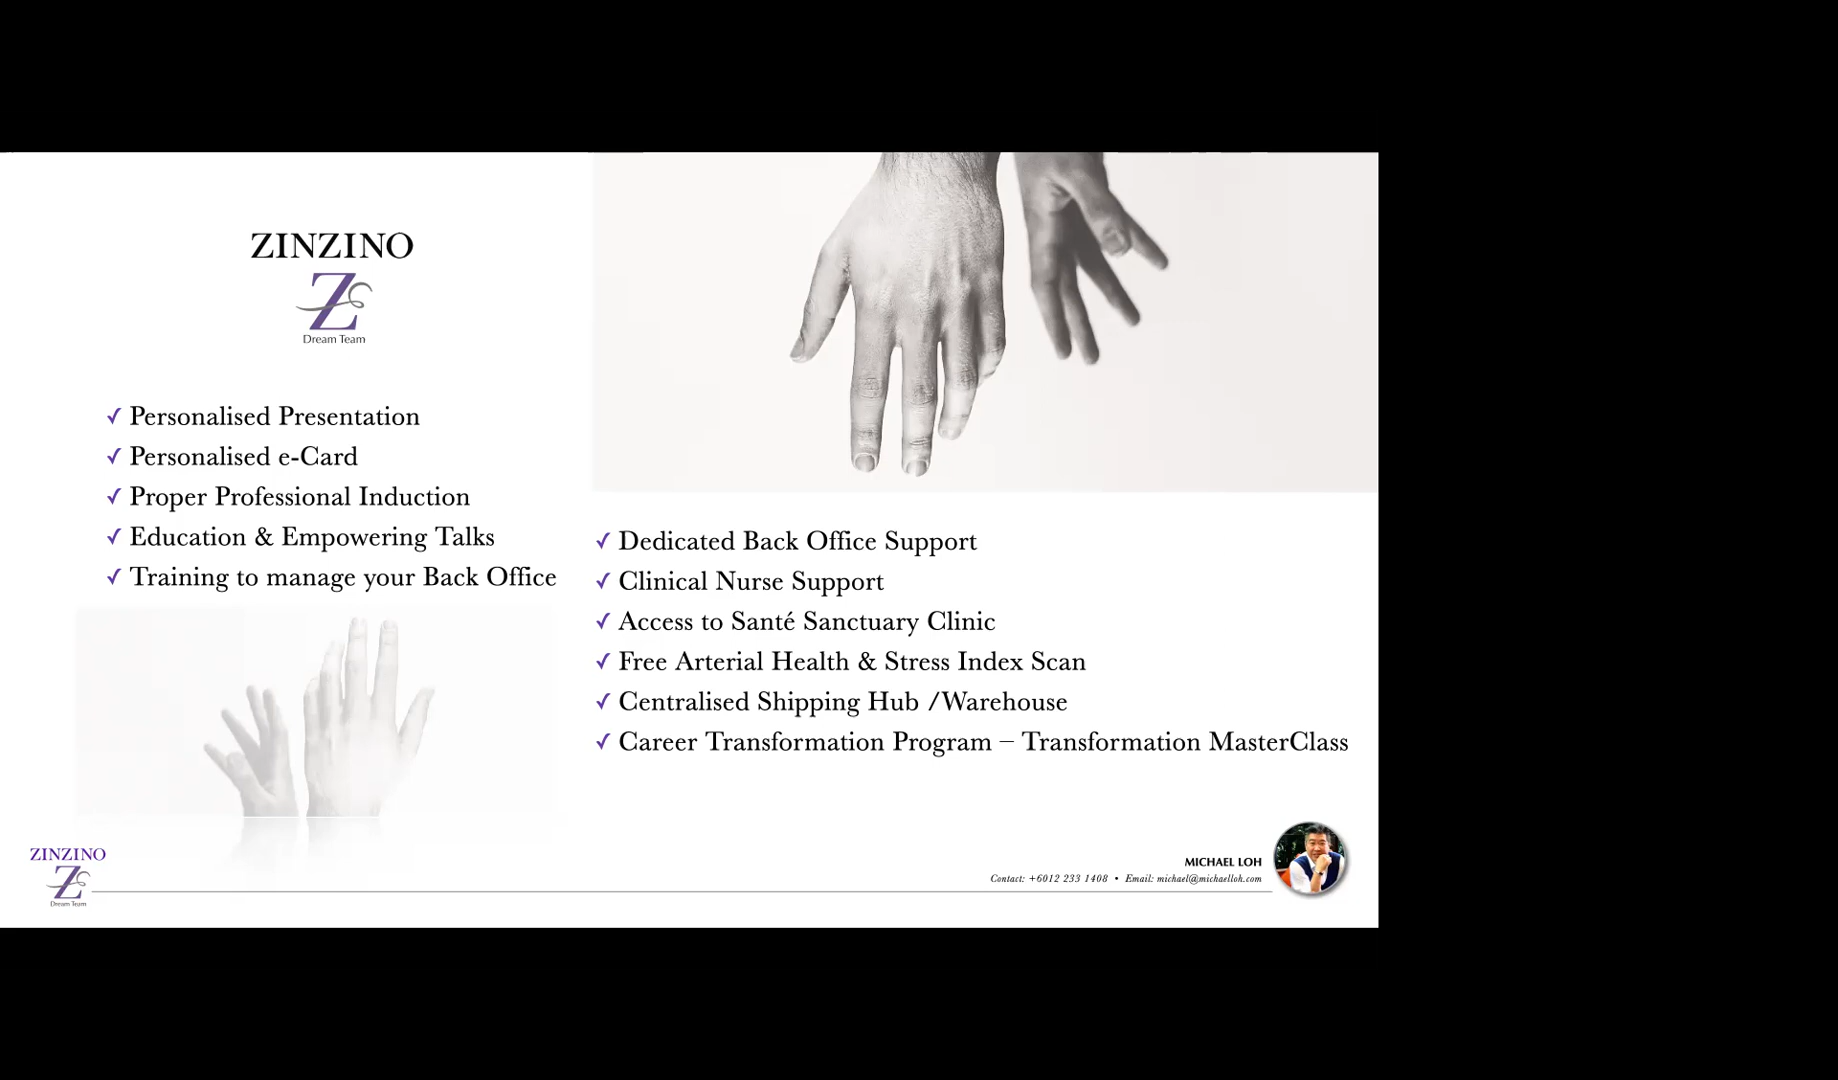 ZINZINO
Z
Dream Team
✓ Personalised Presentation
✓ Personalised e-Card
✓ Proper Professional Induction
✓ Education & Empowering Talks
✓ Training to manage your Back Office
✓ Dedicated Back Office Support
✓ Clinical Nurse Support
✓ Access to Santé Sanctuary Clinic
✓ Free Arterial Health & Stress Index Scan
✓ Centralised Shipping Hub /Warehouse
✓ Career Transformation Program – Transformation MasterClass
ZINZINO
Z
Dream Team
MICHAEL LOH
Contact: +6012 233 1408 • Email: michael@michaelloh.com